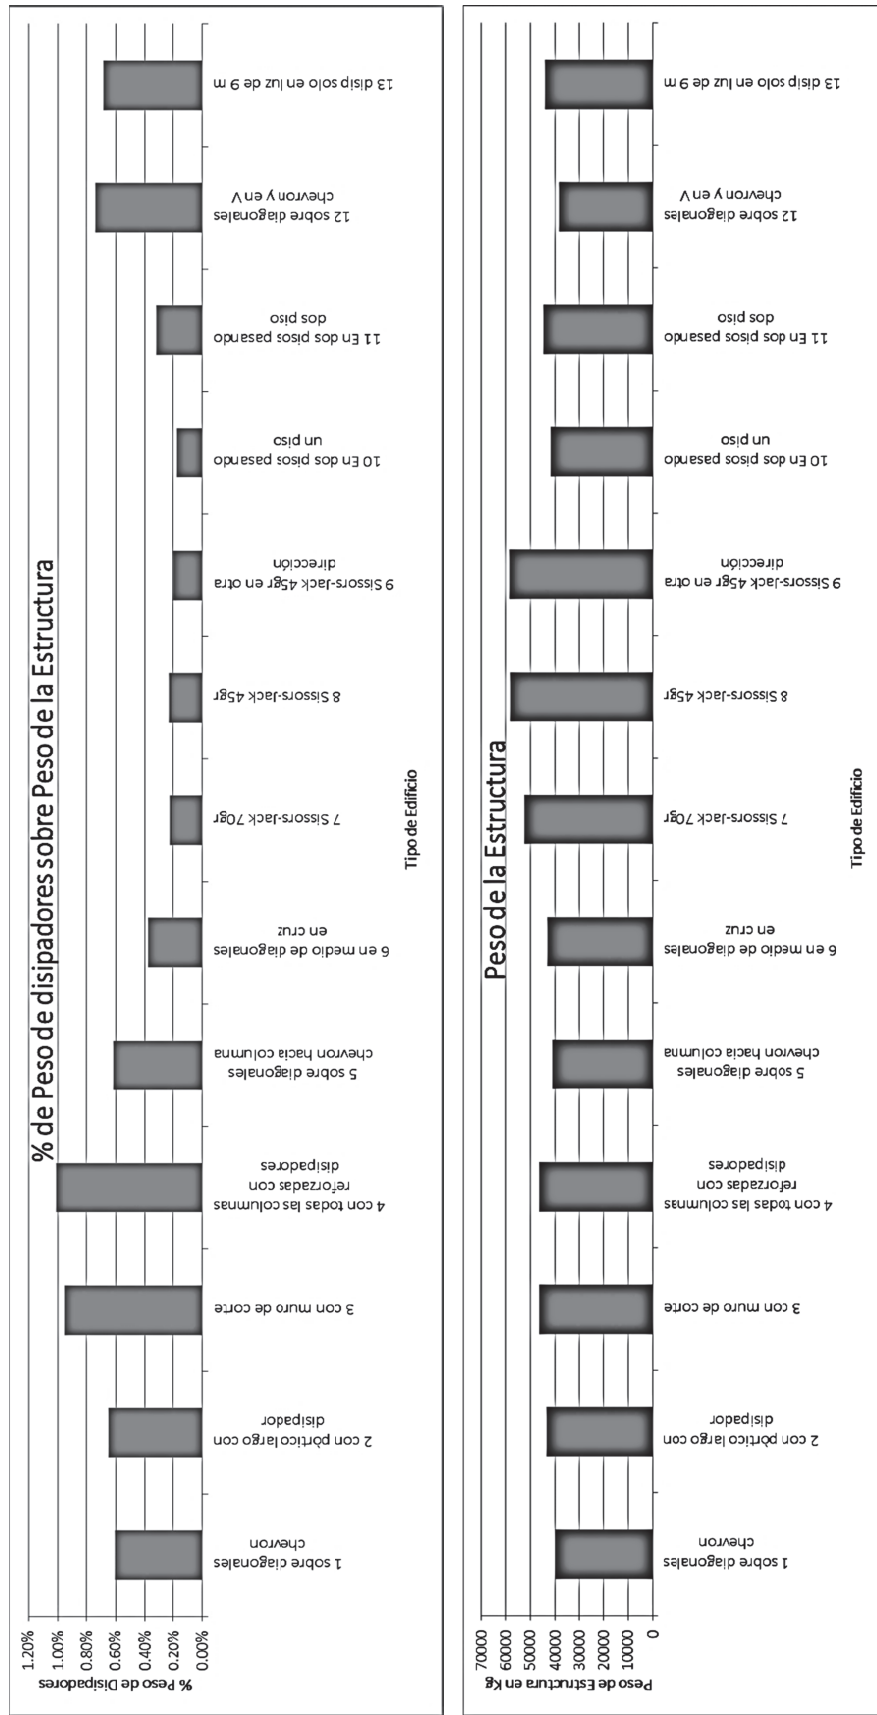 % de Peso de disipadores sobre Peso de la Estructura
% Peso de Disipadores
1.20%
1.00%
0.80%
0.60%
0.40%
0.20%
0.00%
1 sobre diagonales
chevron
2 con pòrtico largo con
disipador
3 con muro de corte
4 con todas las columnas
reforzadas con
disipadores
5 sobre diagonales
chevron hacia columna
6 en medio de diagonales
en cruz
7 Sissors-Jack 70gr
8 Sissors-Jack 45gr
9 Sissors-Jack 45gr en otra
dirección
10 En dos pisos pasando
un piso
11 En dos pisos pasando
dos piso
12 sobre diagonales
chevron y en V
13 disip solo en luz de 9 m
Tipo de Edificio
Peso de la Estructura
Peso de Estructura en Kg
70000
60000
50000
40000
30000
20000
10000
0
1 sobre diagonales
chevron
2 con pòrtico largo con
disipador
3 con muro de corte
4 con todas las columnas
reforzadas con
disipadores
5 sobre diagonales
chevron hacia columna
6 en medio de diagonales
en cruz
7 Sissors-Jack 70gr
8 Sissors-Jack 45gr
9 Sissors-Jack 45gr en otra
dirección
10 En dos pisos pasando
un piso
11 En dos pisos pasando
dos piso
12 sobre diagonales
chevron y en V
13 disip solo en luz de 9 m
Tipo de Edificio